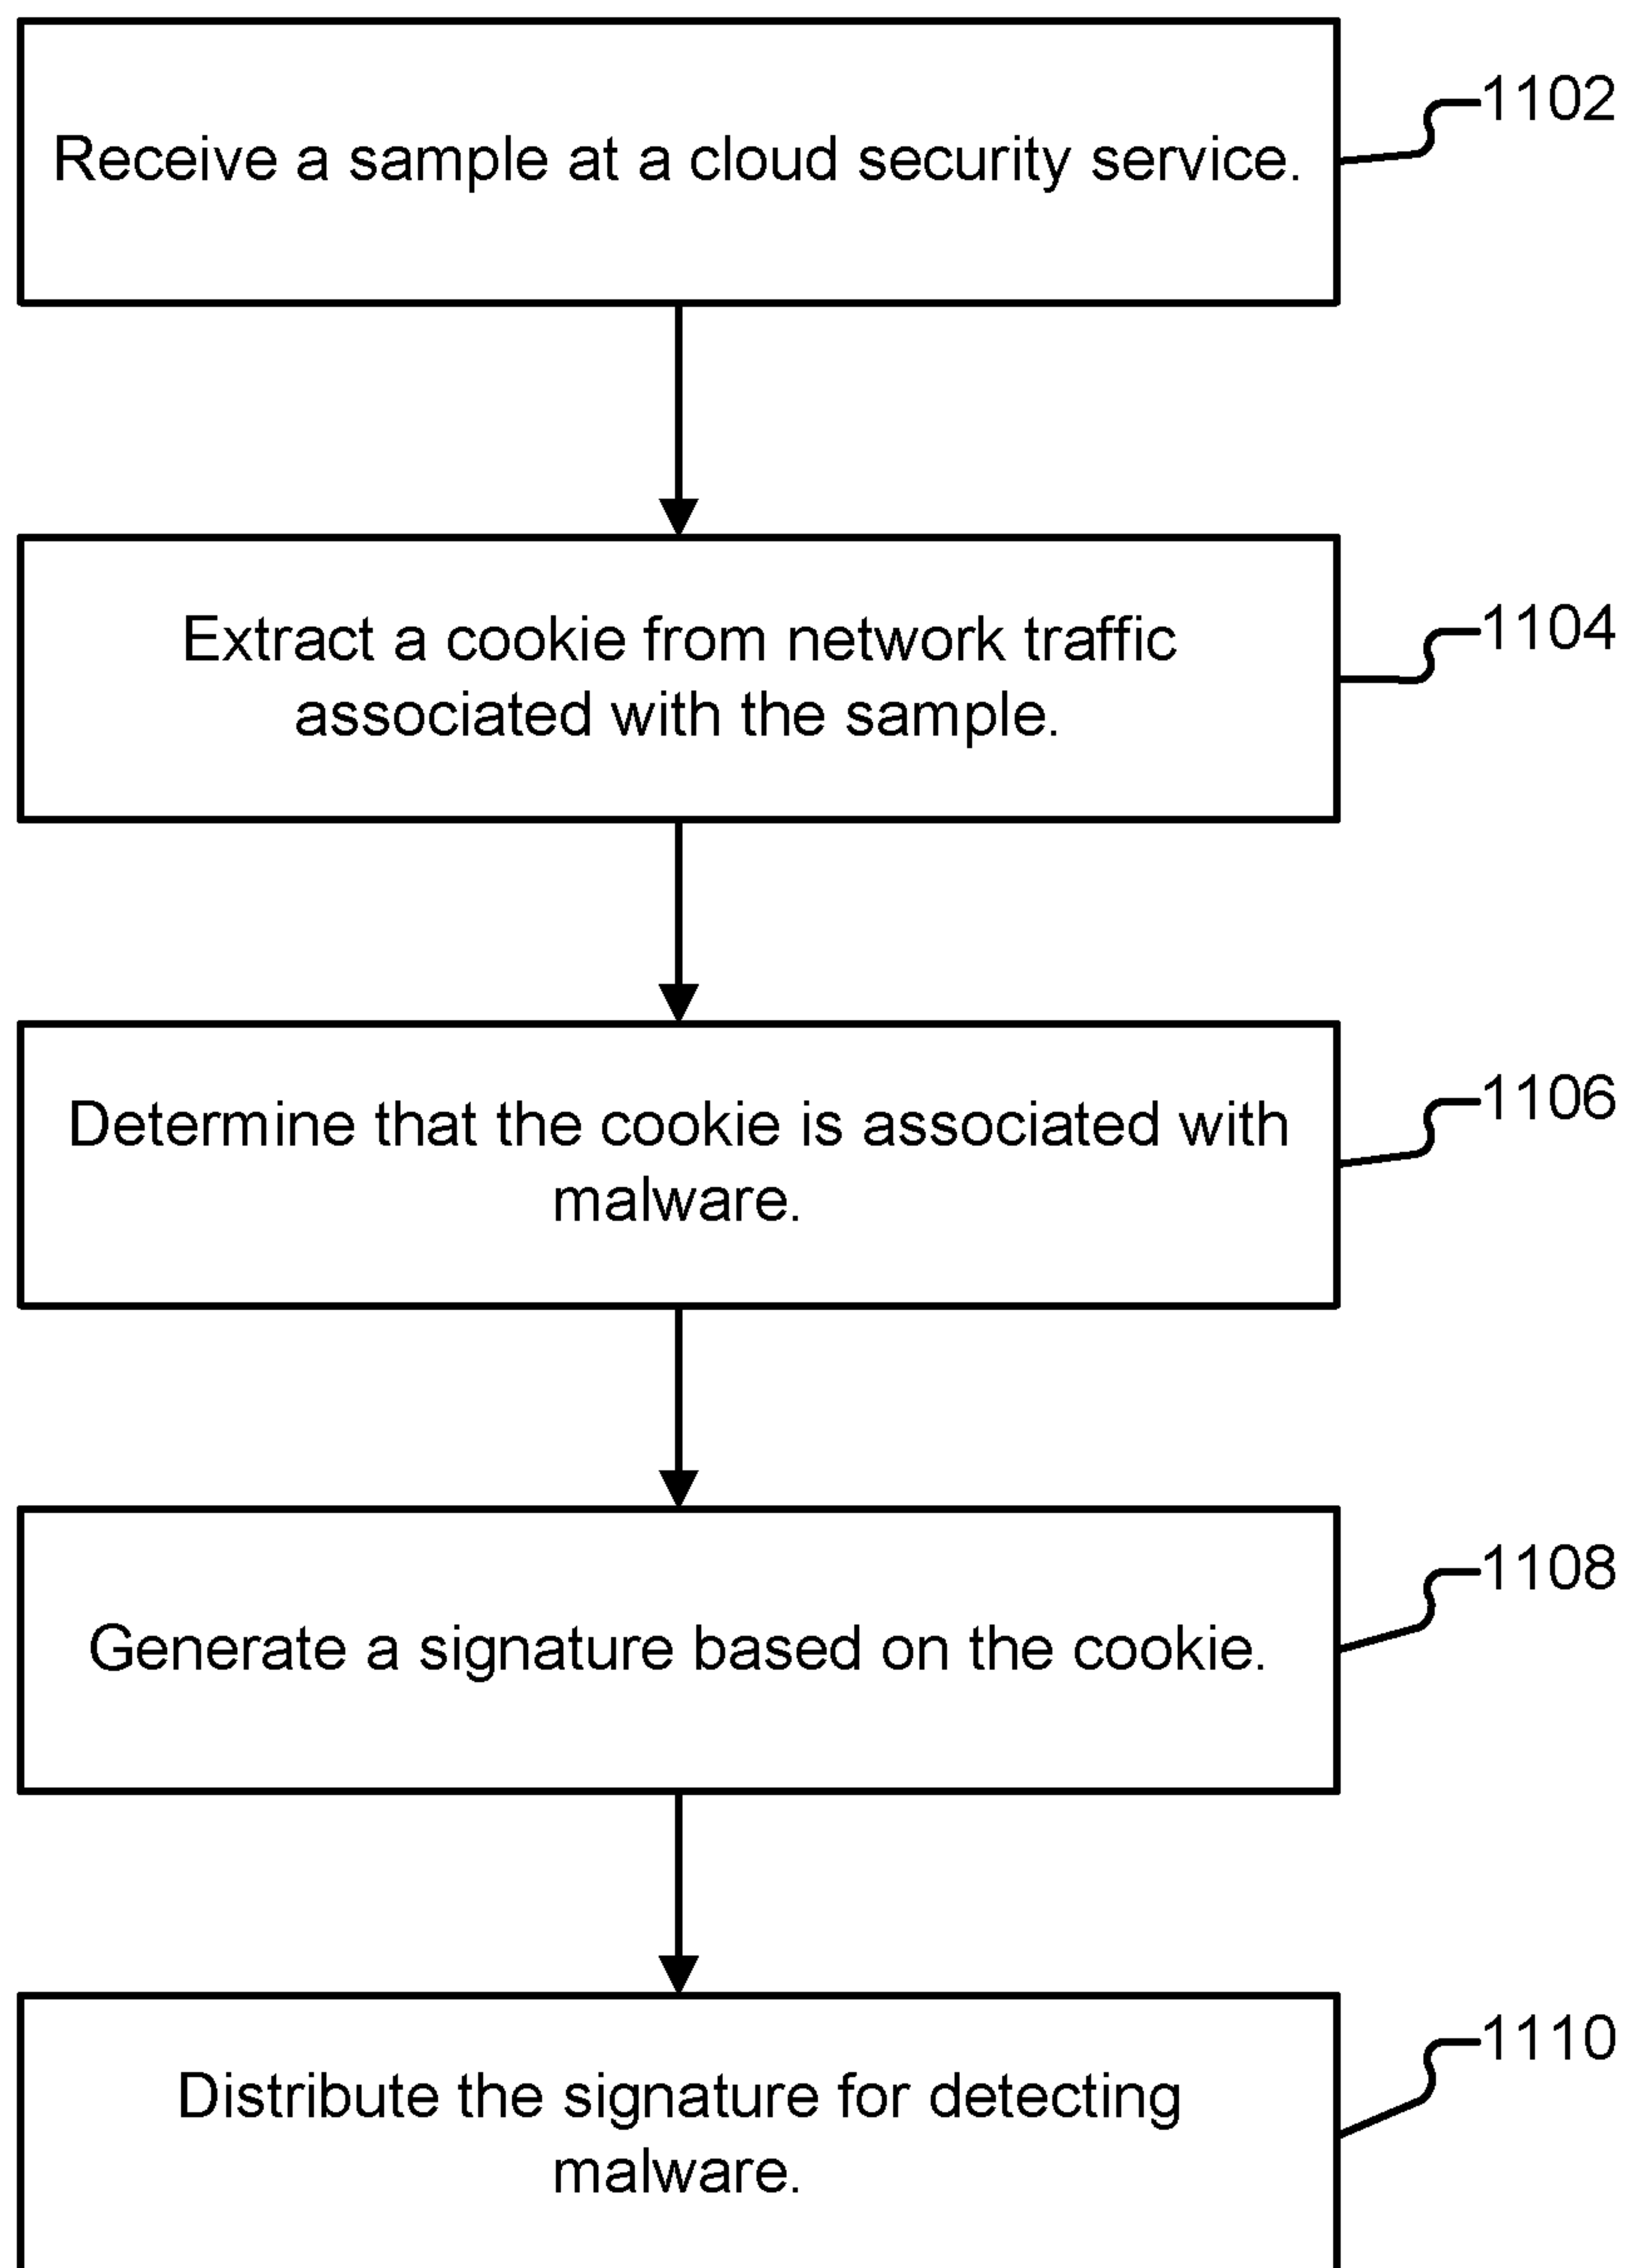 Receive a sample at a cloud security service.
1102
Extract a cookie from network traffic
associated with the sample.
1104
Determine that the cookie is associated with
malware.
1106
Generate a signature based on the cookie.
1108
Distribute the signature for detecting
malware.
1110